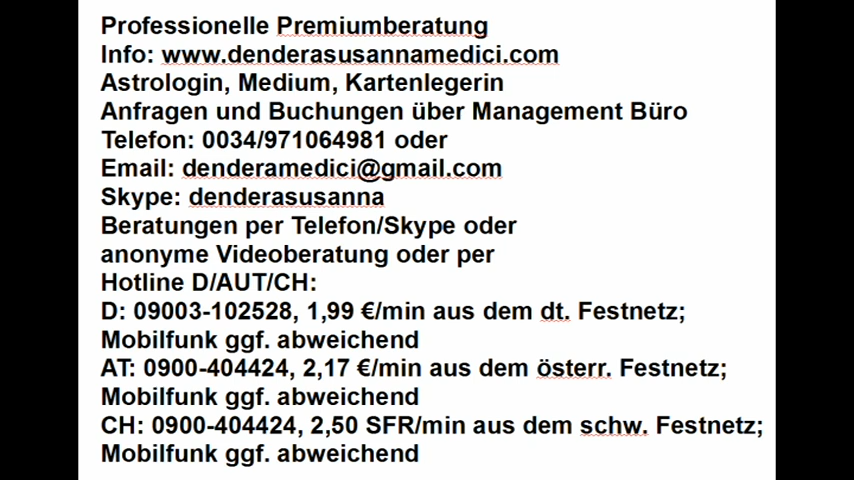 Professionelle Premiumberatung
Info: www.denderasusannamedici.com
Astrologin, Medium, Kartenlegerin
Anfragen und Buchungen über Management Büro
Telefon: 0034/971064981 oder
Email: denderamedici@gmail.com
Skype: denderasusanna
Beratungen per Telefon/Skype oder
anonyme Videoberatung oder per
Hotline D/AUT/CH:
D: 09003-102528, 1,99 €/min aus dem dt. Festnetz;
Mobilfunk ggf. abweichend
AT: 0900-404424, 2,17 €/min aus dem österr. Festnetz;
Mobilfunk ggf. abweichend
CH: 0900-404424, 2,50 SFR/min aus dem schw. Festnetz;
Mobilfunk ggf. abweichend